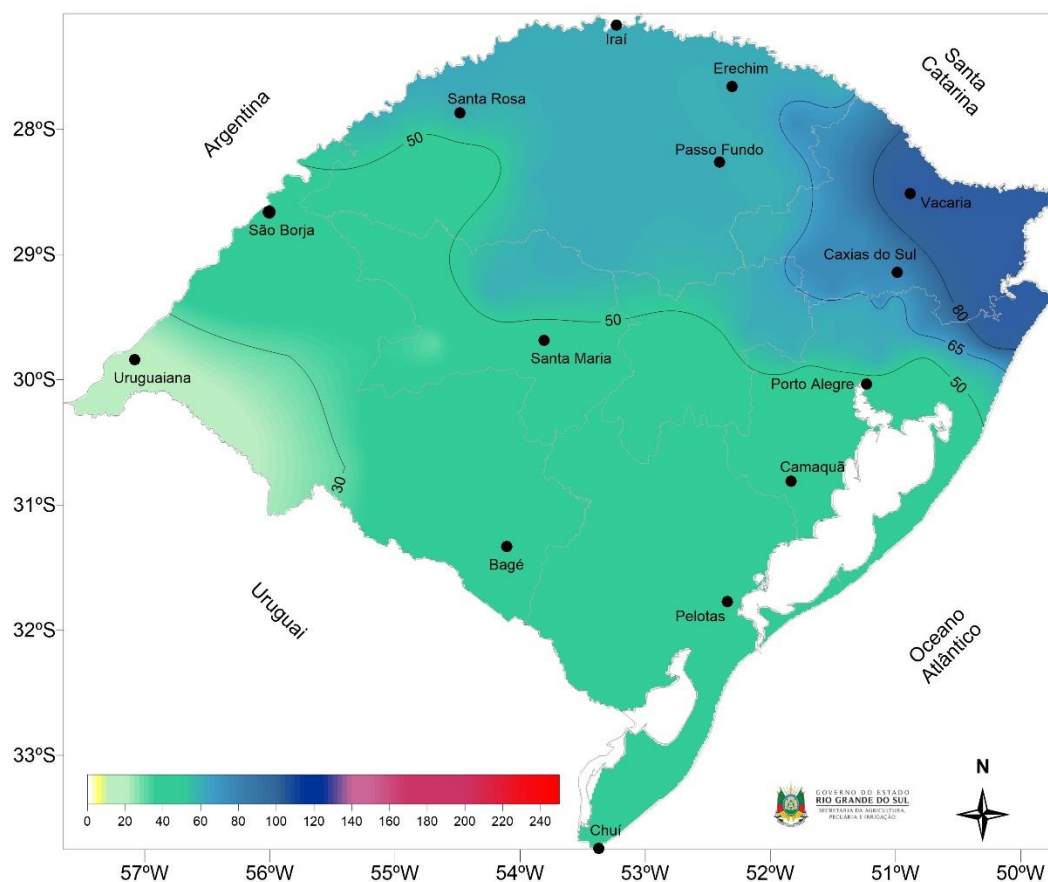 Iraí
Santa
Catarina
Erechim
Argentina
Santa Rosa
28ºS
50
Passo Fundo
Vacaria
São Borja
29ºS
Caxias do Sul
80
50
65
Santa Maria
30ºS
Uruguaiana
Porto Alegre
50
Camaquã
30
31ºS
Bagé
Uruguai
Pelotas
32ºS
Oceano
Atlântico
33ºS
N
GOVERNO DO ESTADO
RIO GRANDE DO SUL
SECRETARIA DA AGRICULTURA,
PECUÁRIA E IRRIGAÇÃO
0 20 40 60 80 100 120 140 160 180 200 220 240
Chuí
57ºW 56ºW 55ºW 54ºW 53ºW 52ºW 51ºW 50ºW